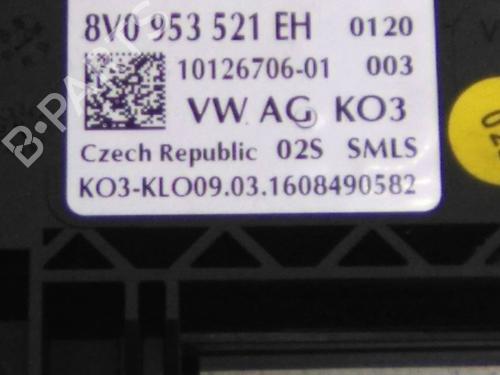 8V0 953 521 EH 0120
10126706-01 003
VW AG KO3
Czech Republic 02S SMLS
KO3-KLO09.03.1608490582
B-PARTS